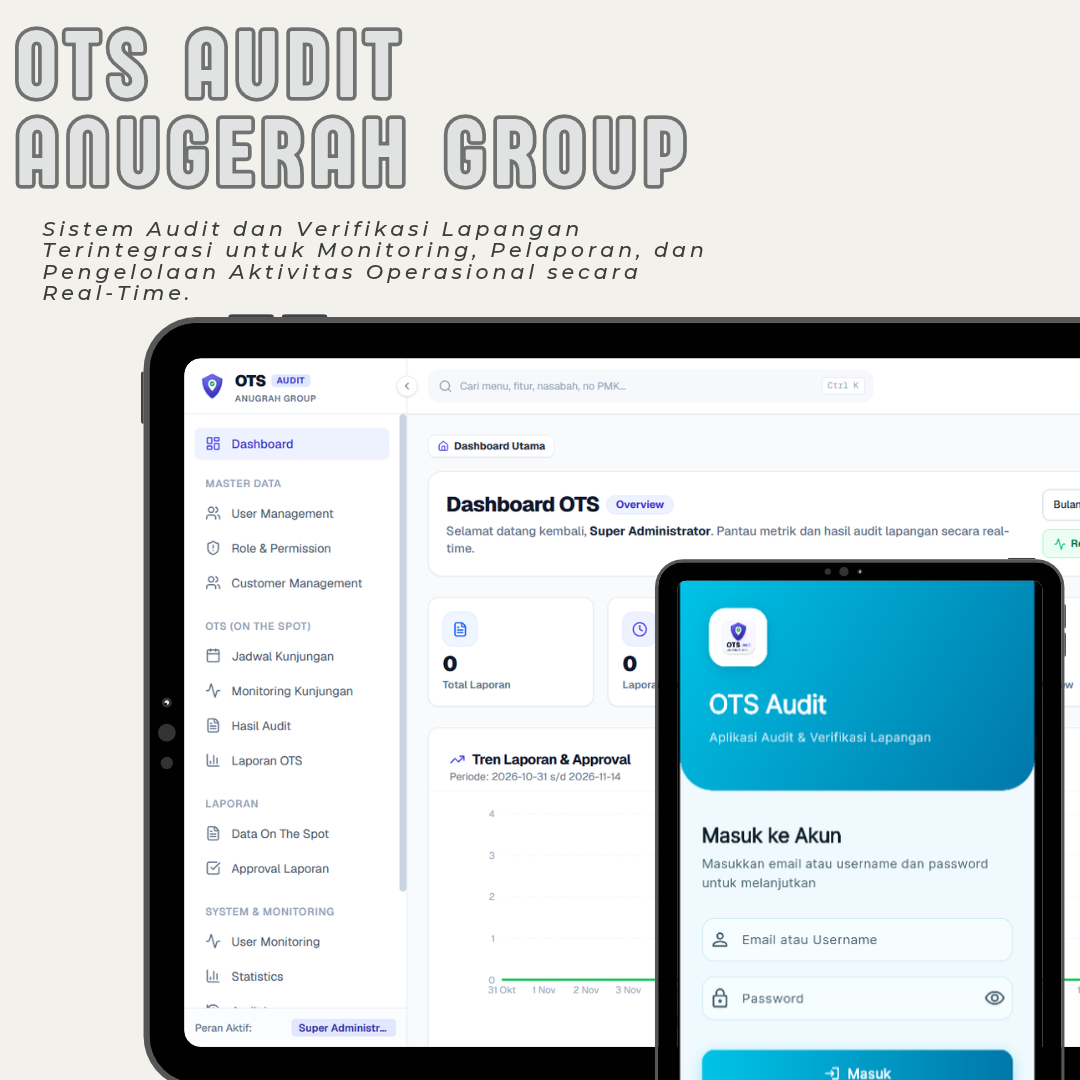 OTS AUDIT
ANUGERAH GROUP
Sistem Audit dan Verifikasi Lapangan
Terintegrasi untuk Monitoring, Pelaporan, dan
Pengelolaan Aktivitas Operasional secara
Real-Time.
OTS AUDIT
ANUGRAH GROUP
Cari menu, fitur, nasabah, no PMK... Ctrl K
Dashboard
MASTER DATA
User Management
Role & Permission
Customer Management
OTS (ON THE SPOT)
Jadwal Kunjungan
Monitoring Kunjungan
Hasil Audit
Laporan OTS
LAPORAN
Data On The Spot
Approval Laporan
SYSTEM & MONITORING
User Monitoring
Statistics
Peran Aktif: Super Administr...
Dashboard Utama
Dashboard OTS Overview
Selamat datang kembali, Super Administrator. Pantau metrik dan hasil audit lapangan secara real-
time.
Bulan
0
Total Laporan
0
Lapora
Tren Laporan & Approval
Periode: 2026-10-31 s/d 2026-11-14
4
3
2
1
0
31 Okt 1 Nov 2 Nov 3 Nov
OTS
OTS Audit
Aplikasi Audit & Verifikasi Lapangan
Masuk ke Akun
Masukkan email atau username dan password
untuk melanjutkan
Email atau Username
Password
Masuk